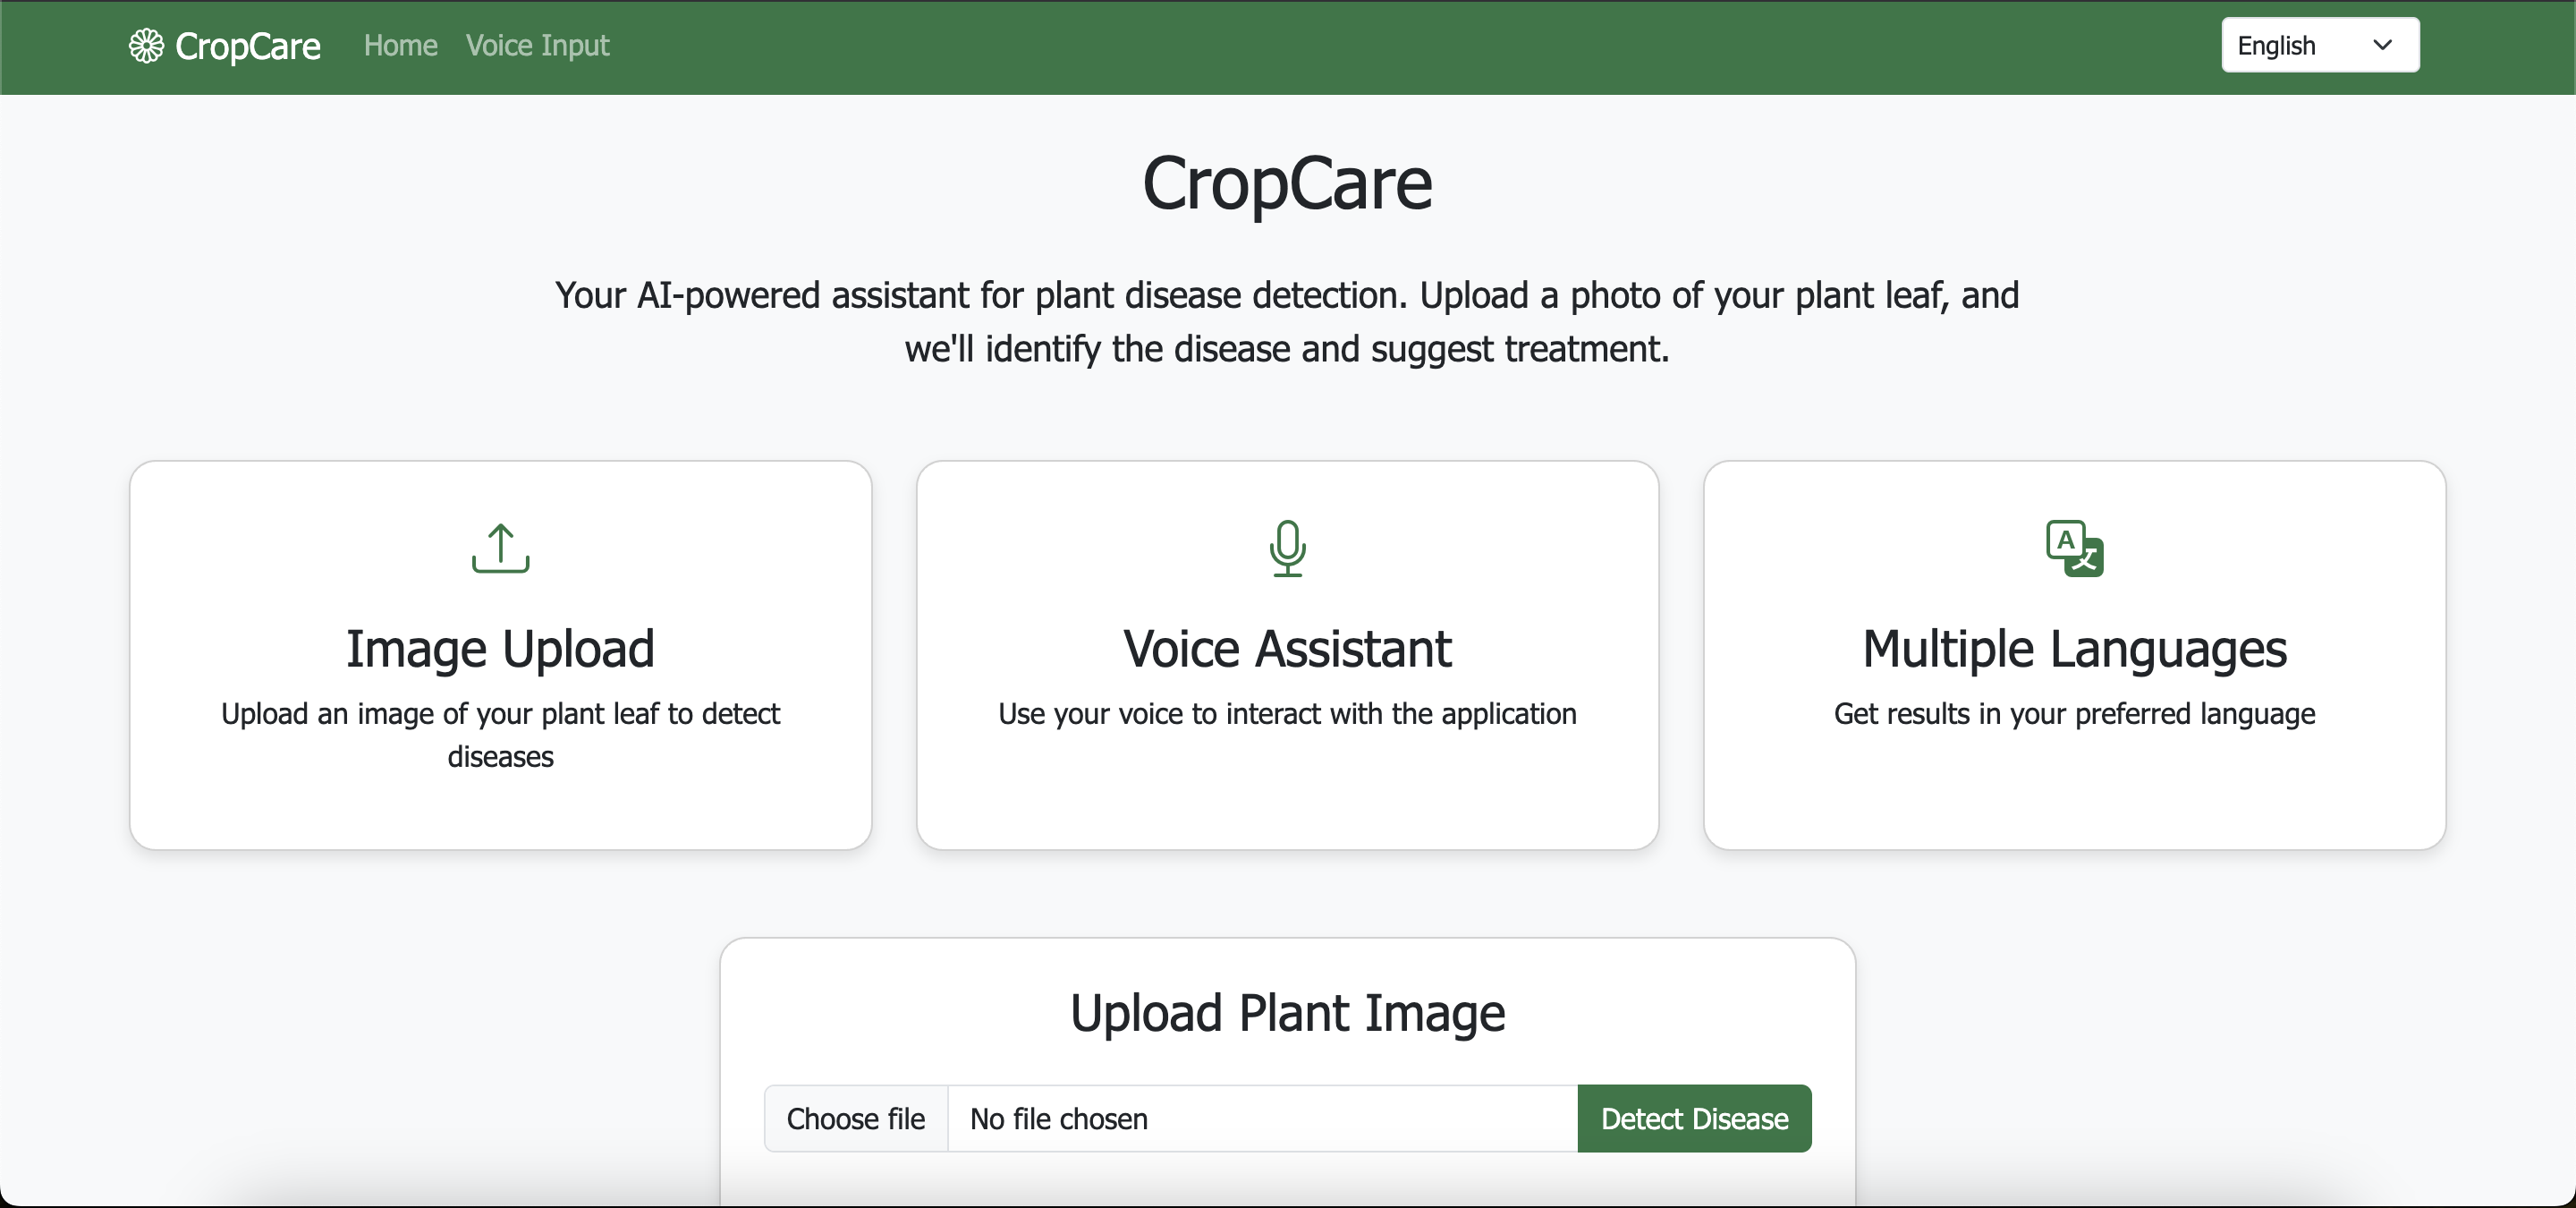 CropCare Home Voice Input English
CropCare
Your AI-powered assistant for plant disease detection. Upload a photo of your plant leaf, and
we'll identify the disease and suggest treatment.
A 文
Image Upload
Upload an image of your plant leaf to detect
diseases
Voice Assistant
Use your voice to interact with the application
Multiple Languages
Get results in your preferred language
Upload Plant Image
Choose file No file chosen Detect Disease